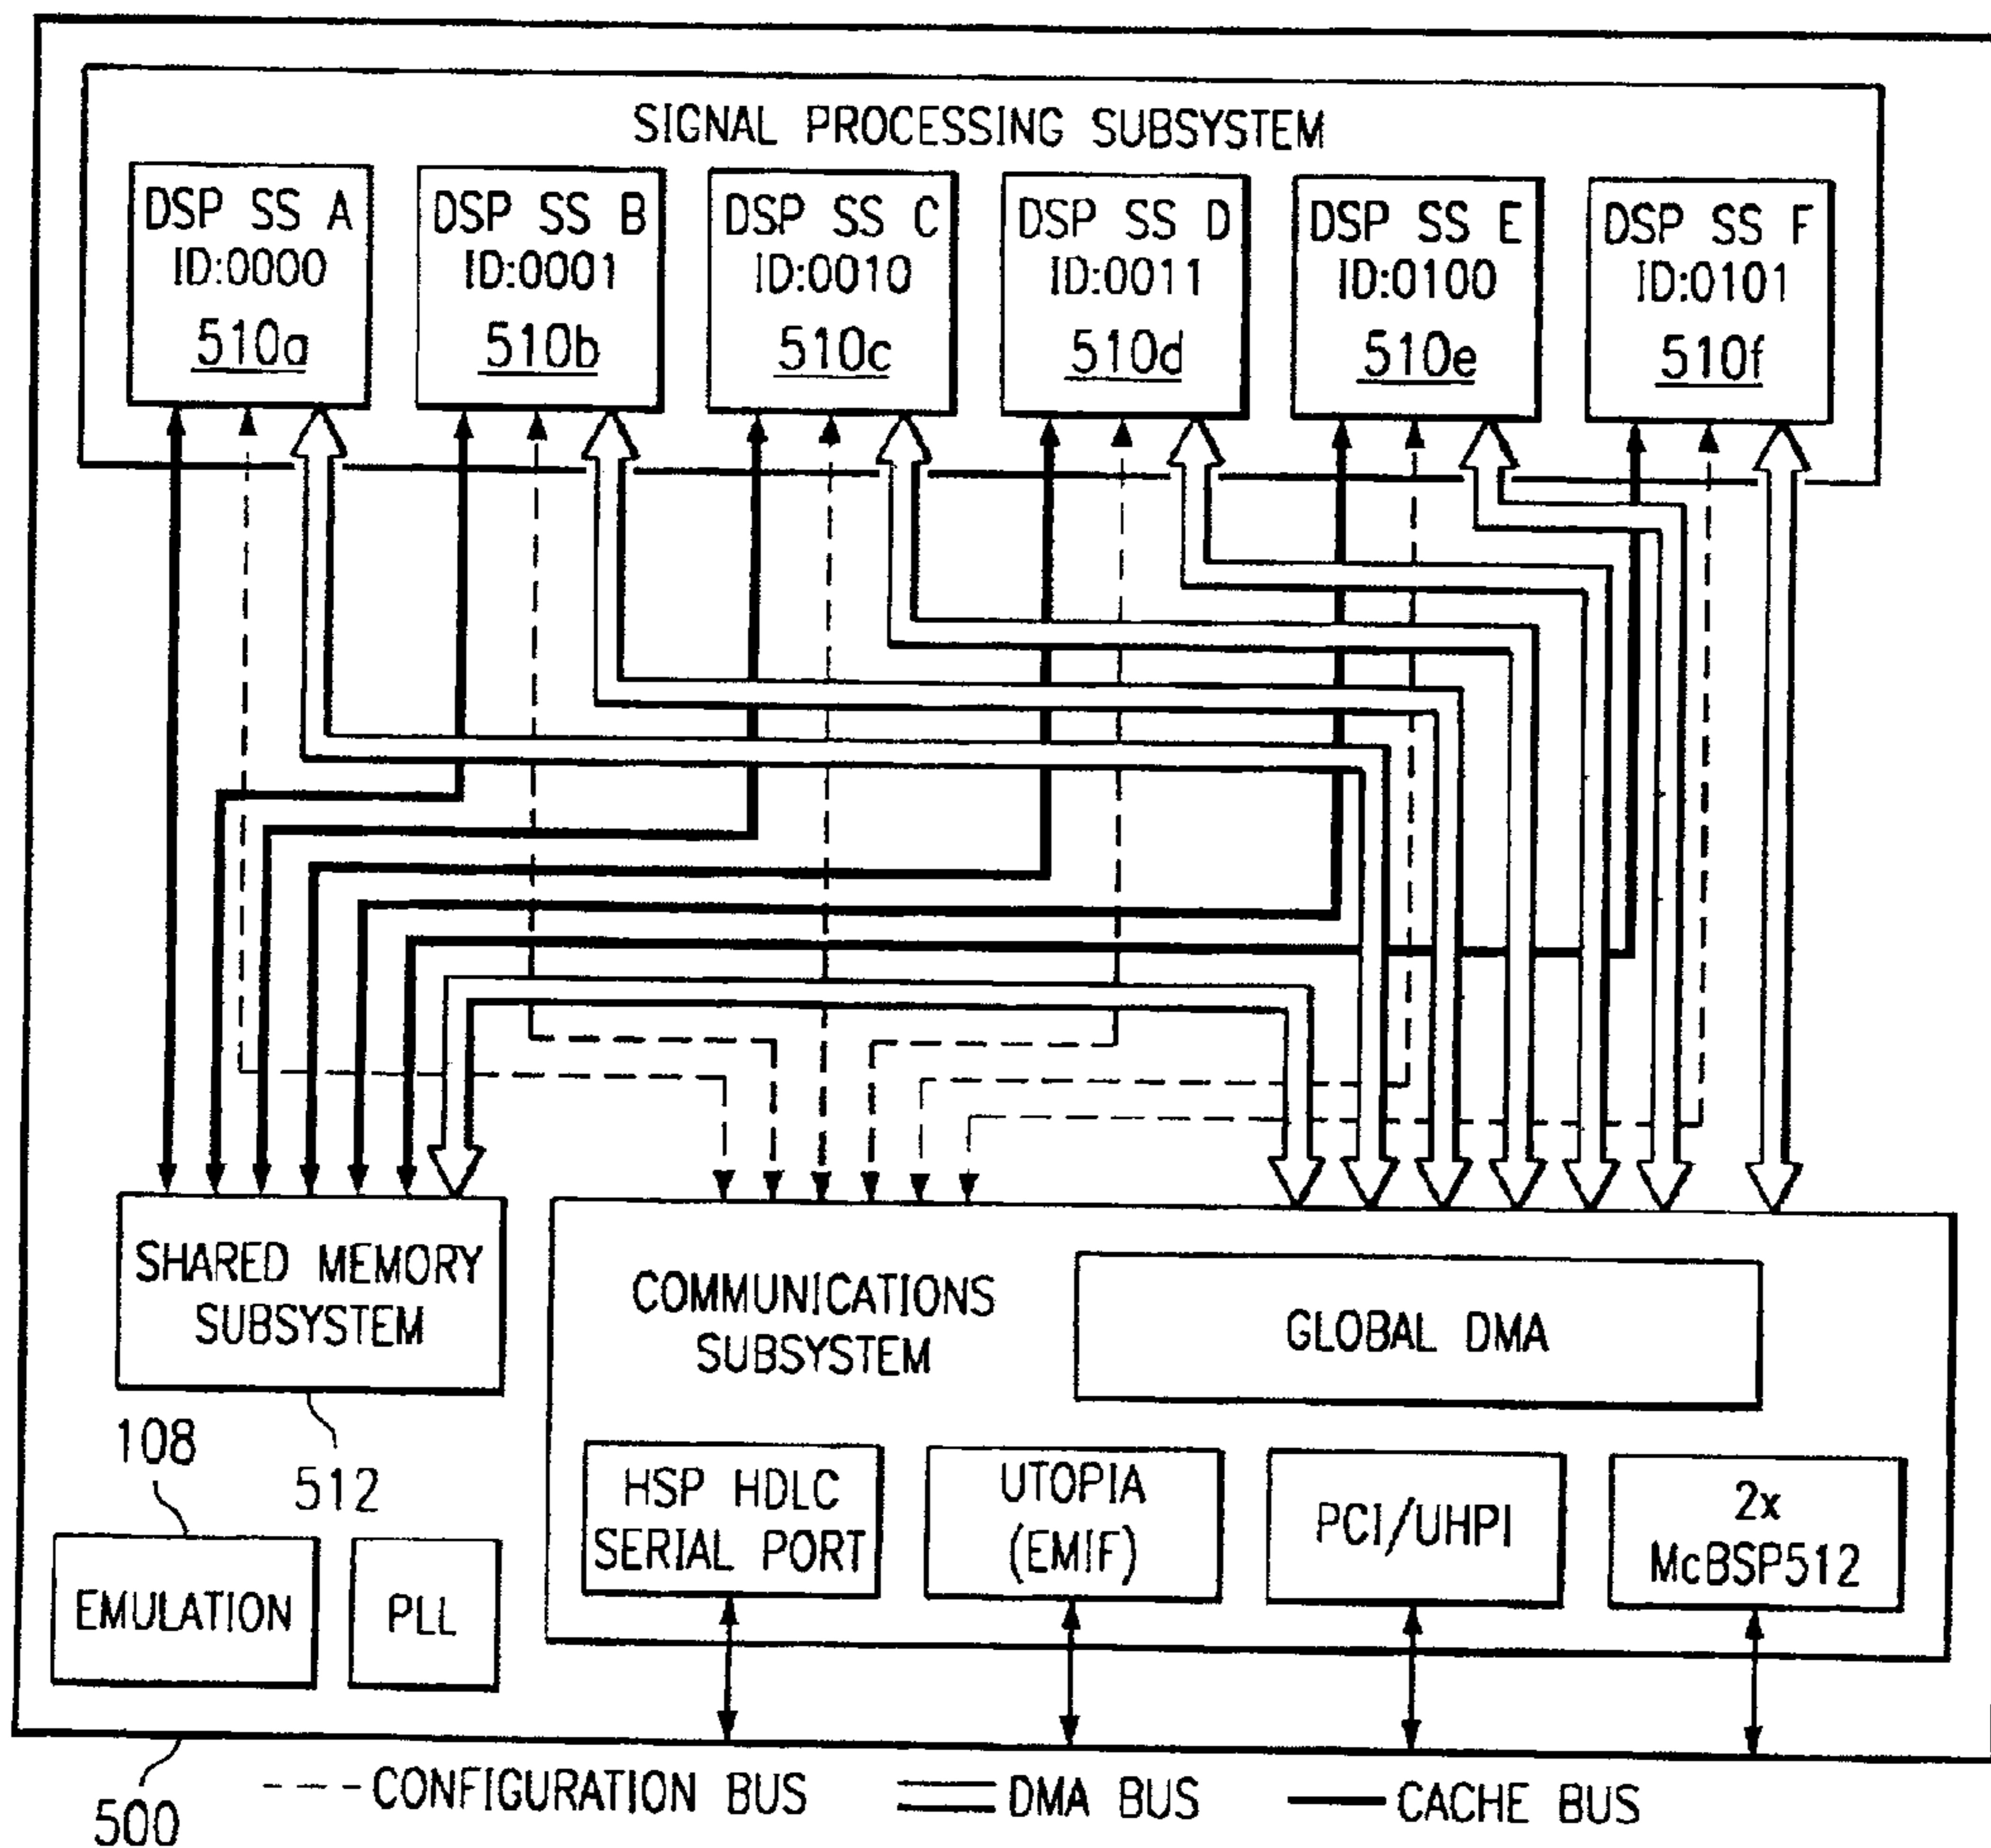 SIGNAL PROCESSING SUBSYSTEM
DSP SS A
ID:0000
510a
DSP SS B
ID:0001
510b
DSP SS C
ID:0010
510c
DSP SS D
ID:0011
510d
DSP SS E
ID:0100
510e
DSP SS F
ID:0101
510f
SHARED MEMORY
SUBSYSTEM
512
COMMUNICATIONS
SUBSYSTEM
GLOBAL DMA
HSP HDLC
SERIAL PORT
UTOPIA
(EMIF)
PCI/UHPI
2x
McBSP512
108
EMULATION
PLL
500
CONFIGURATION BUS
DMA BUS
CACHE BUS